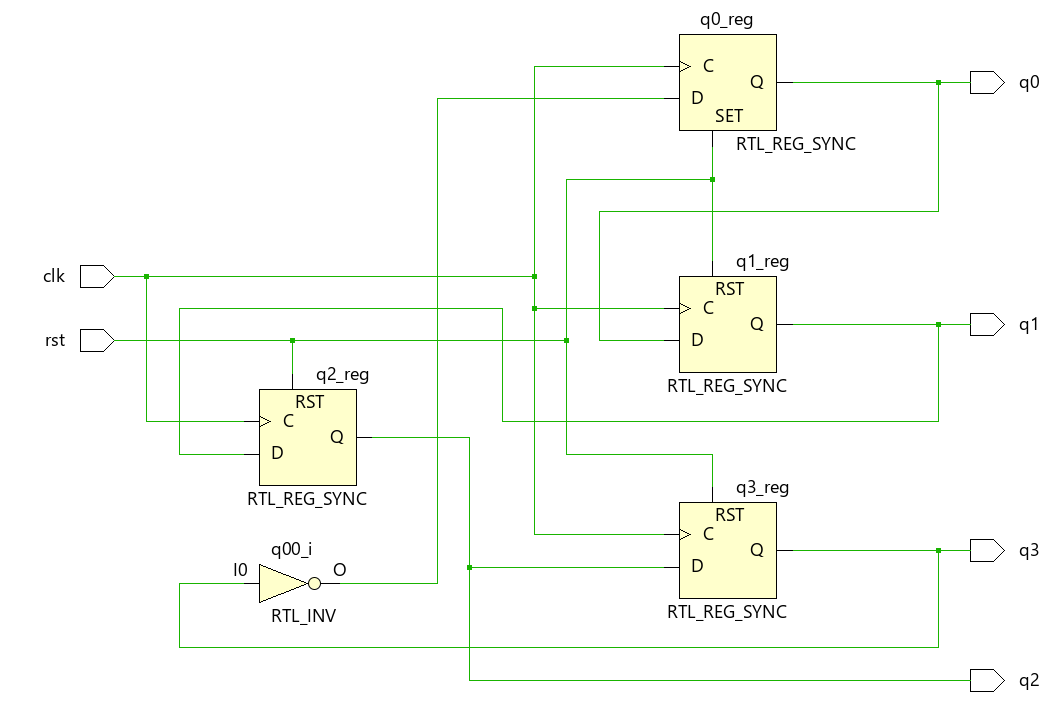 q0_reg
C
Q
q0
D
SET
RTL_REG_SYNC
q1_reg
clk
RST
C
Q
q1
rst
D
q2_reg
RTL_REG_SYNC
RST
C
Q
D
q3_reg
RTL_REG_SYNC
RST
C
q00_i
Q
q3
I0
O
D
RTL_INV
RTL_REG_SYNC
q2